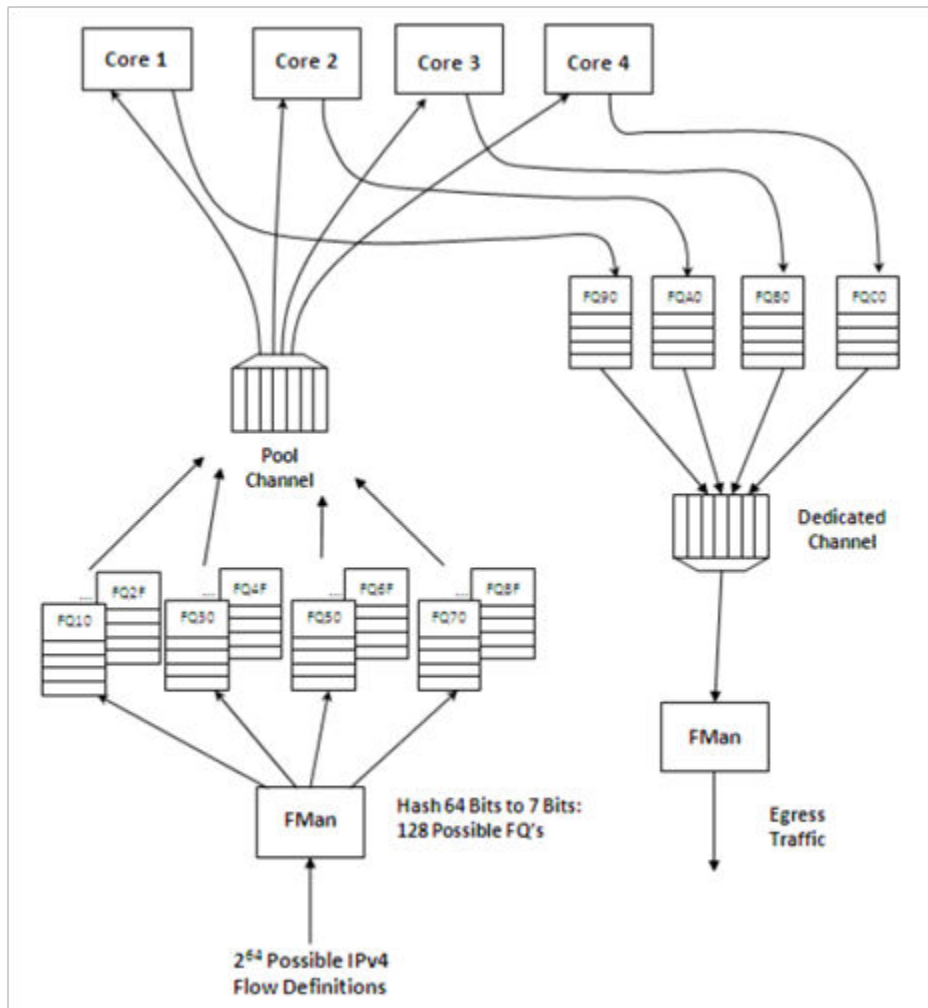 Core 1
Core 2
Core 3
Core 4
FQ90
FQA0
FQB0
FQC0
Pool
Channel
Dedicated
Channel
...
FQ2F
FQ10
...
FQ4F
FQ30
...
FQ6F
FQ50
...
FQ8F
FQ70
FMan
Hash 64 Bits to 7 Bits:
128 Possible FQ's
FMan
Egress
Traffic
2⁶⁴ Possible IPv4
Flow Definitions